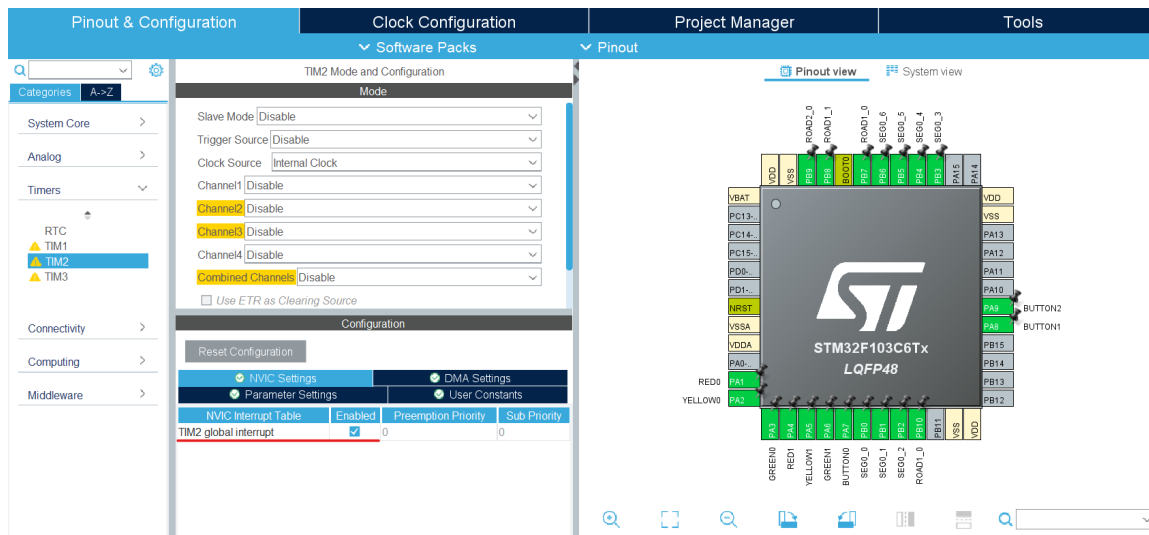 Pinout & Configuration
Clock Configuration
Project Manager
Tools
Software Packs
Pinout
Categories
A->Z
System Core
Analog
Timers
RTC
TIM1
TIM2
TIM3
Connectivity
Computing
Middleware
TIM2 Mode and Configuration
Mode
Slave Mode Disable
Trigger Source Disable
Clock Source Internal Clock
Channel1 Disable
Channel2 Disable
Channel3 Disable
Channel4 Disable
Combined Channels Disable
Use ETR as Clearing Source
Configuration
Reset Configuration
NVIC Settings
DMA Settings
Parameter Settings
User Constants
NVIC Interrupt Table Enabled Preemption Priority Sub Priority
TIM2 global interrupt 0 0
Pinout view
System view
ROAD2_0
ROAD1_1
ROAD1_0
SEG0_6
SEG0_5
SEG0_4
SEG0_3
VDD
VSS
PB9
PB8
BOOT0
PB7
PB6
PB5
PB4
PB3
PA15
PA14
VBAT
PC13-..
PC14-..
PC15-..
PD0-..
PD1-..
NRST
VSSA
VDDA
PA0-..
RED0 PA1
YELLOW0 PA2
ST
STM32F103C6Tx
LQFP48
VDD
VSS
PA13
PA12
PA11
PA10
PA9 BUTTON2
PA8 BUTTON1
PB15
PB14
PB13
PB12
PA3
PA4
PA5
PA6
PA7
PB0
PB1
PB2
PB10
PB11
VSS
VDD
GREEN0
RED1
YELLOW1
GREEN1
BUTTON0
SEG0_0
SEG0_1
SEG0_2
ROAD1_0